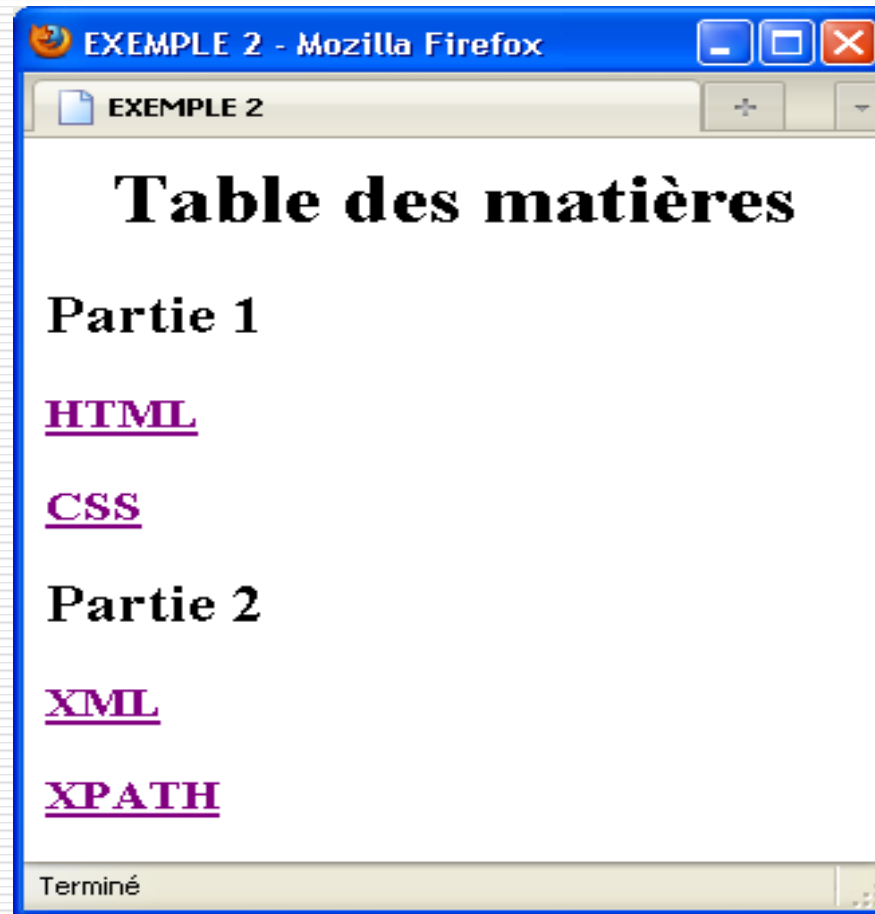 EXEMPLE 2 - Mozilla Firefox
EXEMPLE 2
Table des matières
Partie 1
HTML
CSS
Partie 2
XML
XPATH
Terminé